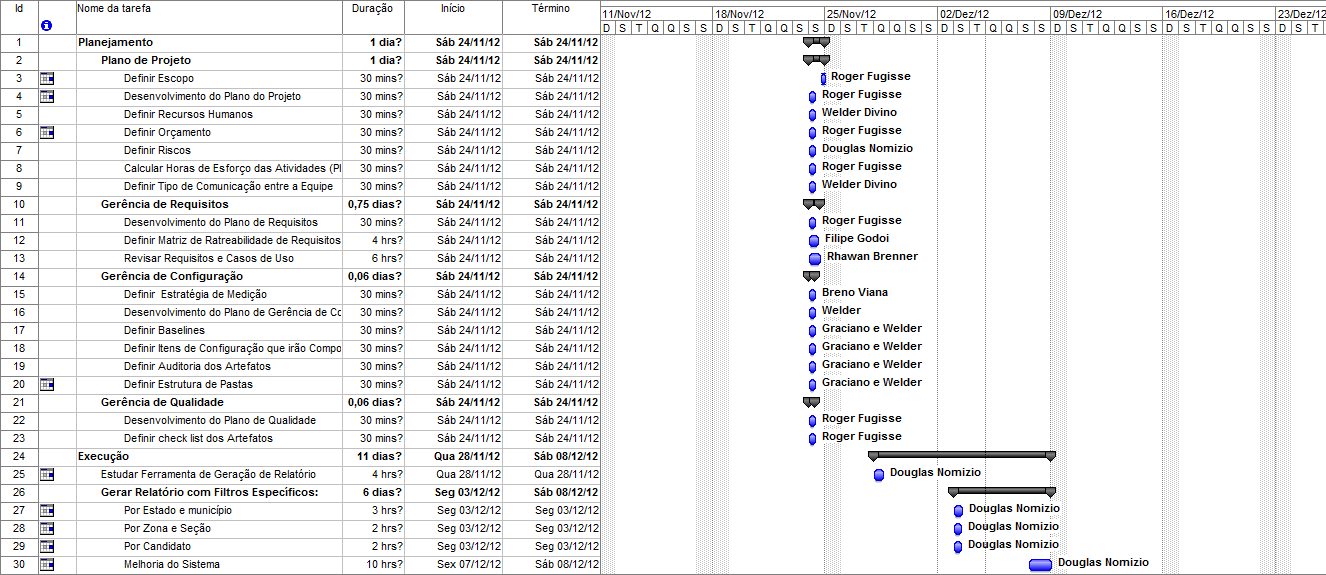 Id Nome da tarefa Duração Início Término 11/Nov/12 18/Nov/12 25/Nov/12 02/Dez/12 09/Dez/12 16/Dez/12 23/Dez/12
D S T Q Q S S D S T Q Q S S D S T Q Q S S D S T Q Q S S D S T Q Q S S D S T Q Q S S D S T
1 Planejamento 1 dia? Sáb 24/11/12 Sáb 24/11/12
2 Plano de Projeto 1 dia? Sáb 24/11/12 Sáb 24/11/12
3 Definir Escopo 30 mins? Sáb 24/11/12 Sáb 24/11/12 Roger Fugisse
4 Desenvolvimento do Plano do Projeto 30 mins? Sáb 24/11/12 Sáb 24/11/12 Roger Fugisse
5 Definir Recursos Humanos 30 mins? Sáb 24/11/12 Sáb 24/11/12 Welder Divino
6 Definir Orçamento 30 mins? Sáb 24/11/12 Sáb 24/11/12 Roger Fugisse
7 Definir Riscos 30 mins? Sáb 24/11/12 Sáb 24/11/12 Douglas Nomizio
8 Calcular Horas de Esforço das Atividades (Pl 30 mins? Sáb 24/11/12 Sáb 24/11/12 Roger Fugisse
9 Definir Tipo de Comunicação entre a Equipe 30 mins? Sáb 24/11/12 Sáb 24/11/12 Welder Divino
10 Gerência de Requisitos 0,75 dias? Sáb 24/11/12 Sáb 24/11/12
11 Desenvolvimento do Plano de Requisitos 30 mins? Sáb 24/11/12 Sáb 24/11/12 Roger Fugisse
12 Definir Matriz de Ratreabilidade de Requisitos 4 hrs? Sáb 24/11/12 Sáb 24/11/12 Filipe Godoi
13 Revisar Requisitos e Casos de Uso 6 hrs? Sáb 24/11/12 Sáb 24/11/12 Rhawan Brenner
14 Gerência de Configuração 0,06 dias? Sáb 24/11/12 Sáb 24/11/12
15 Definir Estratégia de Medição 30 mins? Sáb 24/11/12 Sáb 24/11/12 Breno Viana
16 Desenvolvimento do Plano de Gerência de Cc 30 mins? Sáb 24/11/12 Sáb 24/11/12 Welder
17 Definir Baselines 30 mins? Sáb 24/11/12 Sáb 24/11/12 Graciano e Welder
18 Definir Itens de Configuração que irão Compo 30 mins? Sáb 24/11/12 Sáb 24/11/12 Graciano e Welder
19 Definir Auditoria dos Artefatos 30 mins? Sáb 24/11/12 Sáb 24/11/12 Graciano e Welder
20 Definir Estrutura de Pastas 30 mins? Sáb 24/11/12 Sáb 24/11/12 Graciano e Welder
21 Gerência de Qualidade 0,06 dias? Sáb 24/11/12 Sáb 24/11/12
22 Desenvolvimento do Plano de Qualidade 30 mins? Sáb 24/11/12 Sáb 24/11/12 Roger Fugisse
23 Definir check list dos Artefatos 30 mins? Sáb 24/11/12 Sáb 24/11/12 Roger Fugisse
24 Execução 11 dias? Qua 28/11/12 Sáb 08/12/12
25 Estudar Ferramenta de Geração de Relatório 4 hrs? Qua 28/11/12 Qua 28/11/12 Douglas Nomizio
26 Gerar Relatório com Filtros Específicos: 6 dias? Seg 03/12/12 Sáb 08/12/12
27 Por Estado e município 3 hrs? Seg 03/12/12 Seg 03/12/12 Douglas Nomizio
28 Por Zona e Seção 2 hrs? Seg 03/12/12 Seg 03/12/12 Douglas Nomizio
29 Por Candidato 2 hrs? Seg 03/12/12 Seg 03/12/12 Douglas Nomizio
30 Melhoria do Sistema 10 hrs? Sex 07/12/12 Sáb 08/12/12 Douglas Nomizio